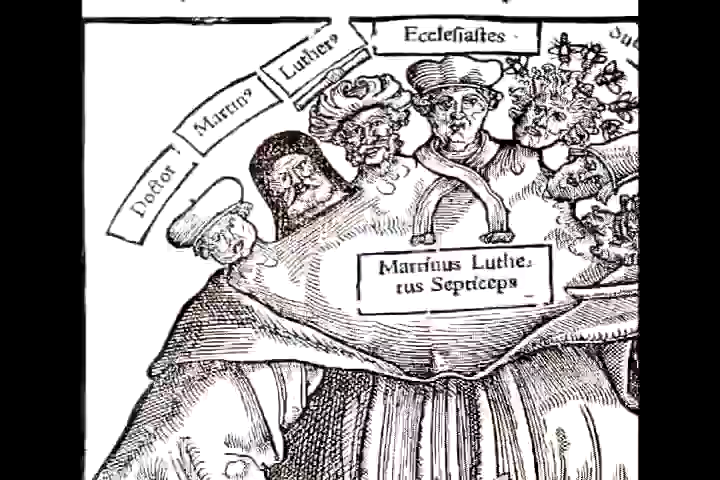 Doctor
Martinꝰ
Lutherꝰ
Ecclesiastes
Martinus Luthe⸗
rus Septiceps